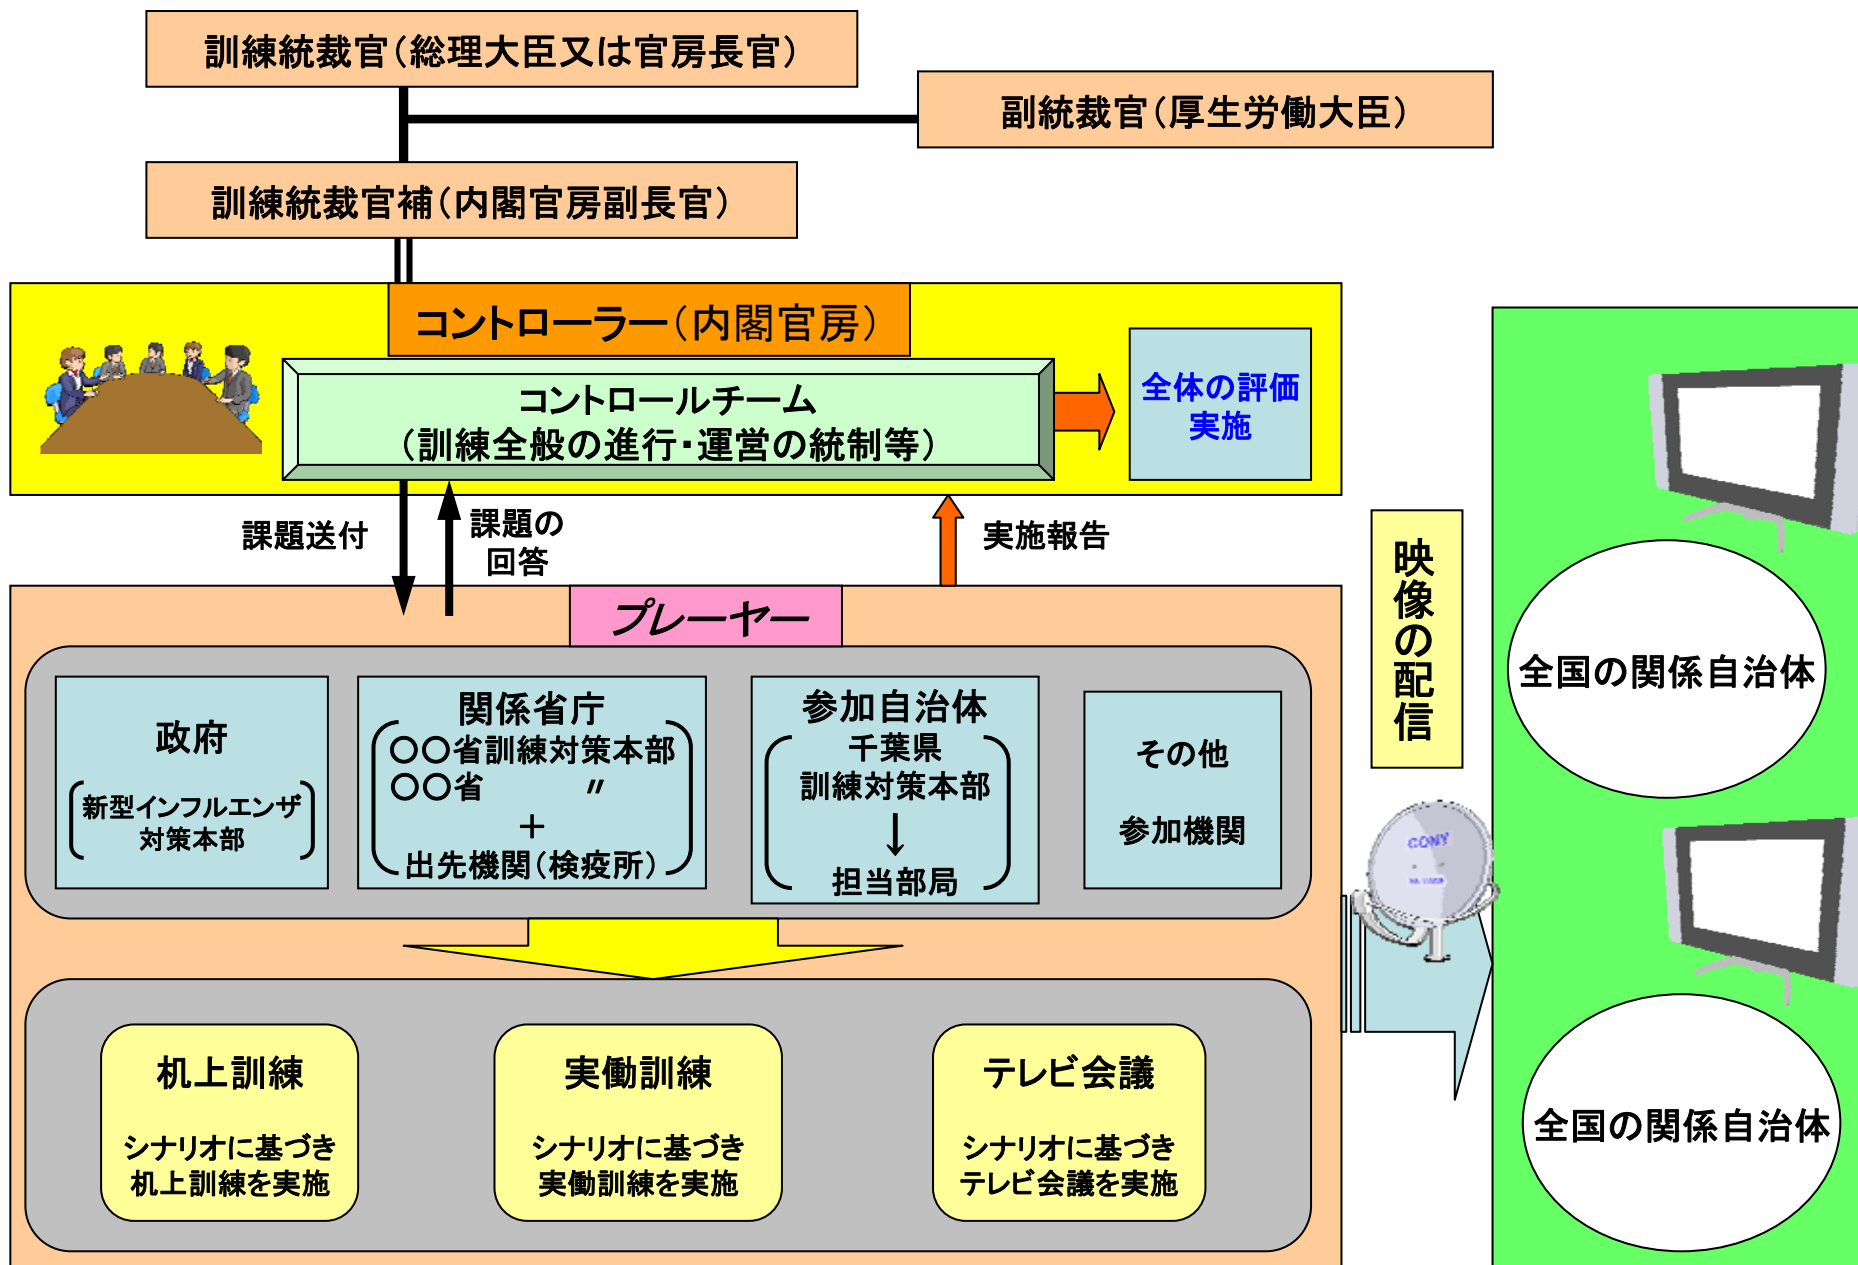 訓練統裁官（総理大臣又は官房長官）
副統裁官（厚生労働大臣）
訓練統裁官補（内閣官房副長官）
コントローラー（内閣官房）
コントロールチーム
（訓練全般の進行・運営の統制等）
全体の評価
実施
課題送付
課題の
回答
実施報告
プレーヤー
政府
新型インフルエンザ
対策本部
関係省庁
〇〇省訓練対策本部
〇〇省　　　〃
＋
出先機関（検疫所）
参加自治体
千葉県
訓練対策本部
↓
担当部局
その他
参加機関
机上訓練
シナリオに基づき
机上訓練を実施
実働訓練
シナリオに基づき
実働訓練を実施
テレビ会議
シナリオに基づき
テレビ会議を実施
映像の配信
CONY
全国の関係自治体
全国の関係自治体